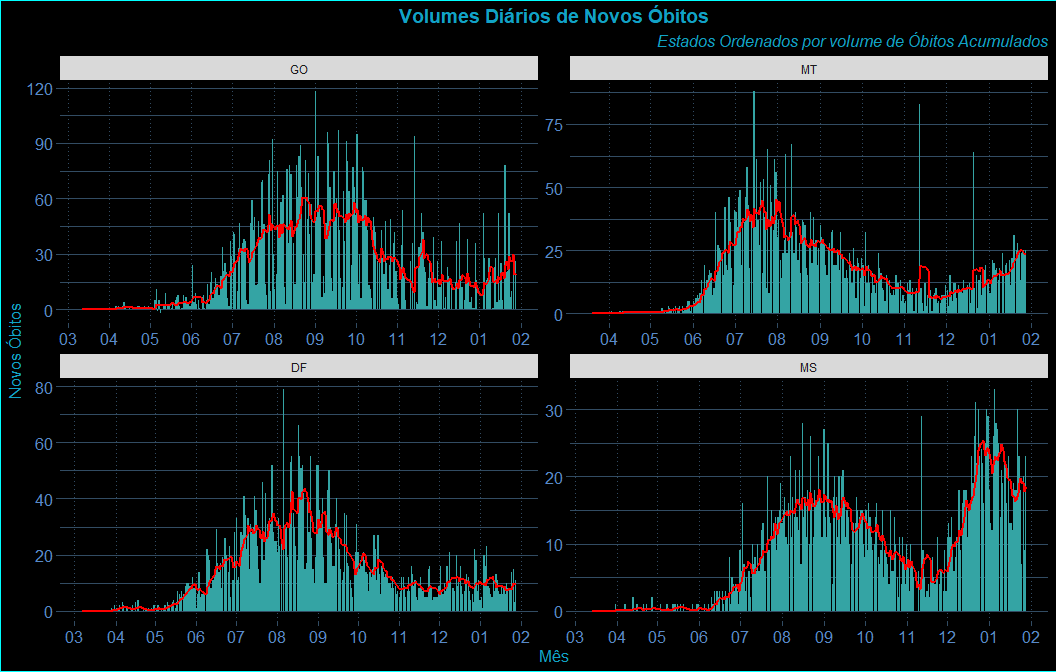 Volumes Diários de Novos Óbitos
Estados Ordenados por volume de Óbitos Acumulados
GO
MT
120
90
60
30
0
75
50
25
0
03 04 05 06 07 08 09 10 11 12 01 02
04 05 06 07 08 09 10 11 12 01 02
DF
MS
80
60
40
20
0
30
20
10
0
03 04 05 06 07 08 09 10 11 12 01 02
03 04 05 06 07 08 09 10 11 12 01 02
Novos Óbitos
Mês